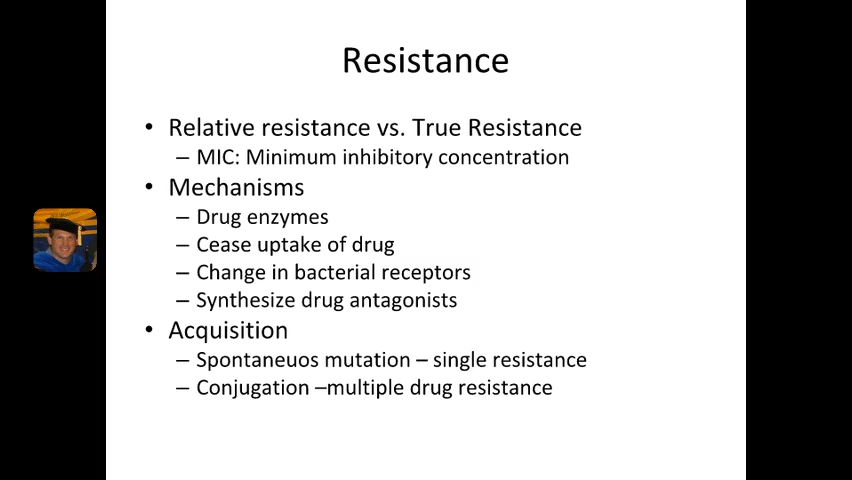 Resistance
• Relative resistance vs. True Resistance
– MIC: Minimum inhibitory concentration
• Mechanisms
– Drug enzymes
– Cease uptake of drug
– Change in bacterial receptors
– Synthesize drug antagonists
• Acquisition
– Spontaneuos mutation – single resistance
– Conjugation –multiple drug resistance